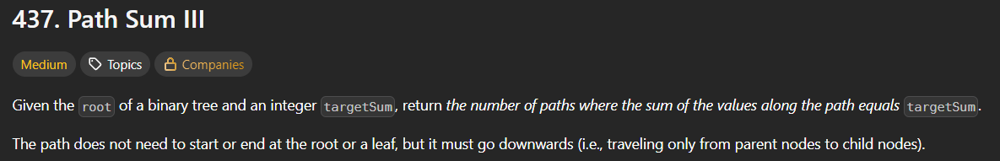 437. Path Sum III
Medium Topics Companies
Given the root of a binary tree and an integer targetSum, return the number of paths where the sum of the values along the path equals targetSum.
The path does not need to start or end at the root or a leaf, but it must go downwards (i.e., traveling only from parent nodes to child nodes).